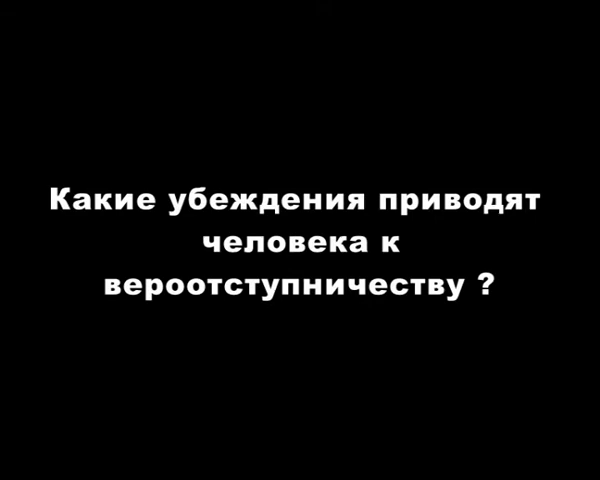 Какие убеждения приводят
человека к
вероотступничеству ?